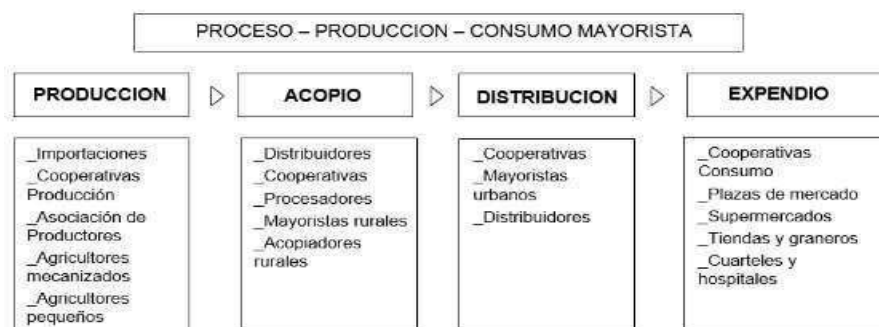 PROCESO – PRODUCCION – CONSUMO MAYORISTA
PRODUCCION
ACOPIO
DISTRIBUCION
EXPENDIO
_Importaciones
_Cooperativas
Producción
_Asociación de
Productores
_Agricultores
mecanizados
_Agricultores
pequeños
_Distribuidores
_Cooperativas
_Procesadores
_Mayoristas rurales
_Acopiadores
rurales
_Cooperativas
_Mayoristas
urbanos
_Distribuidores
_Cooperativas
Consumo
_Plazas de mercado
_Supermercados
_Tiendas y graneros
_Cuarteles y
hospitales